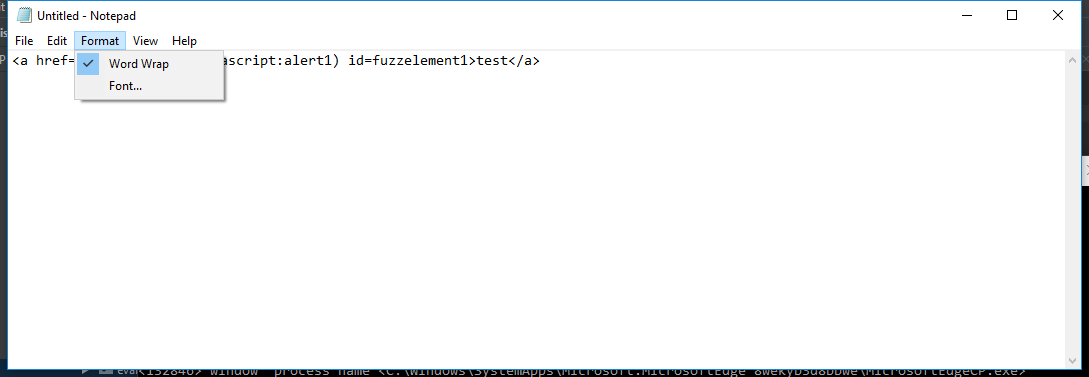 Untitled - Notepad
File Edit Format View Help
<a href= ascript:alert1) id=fuzzelement1>test</a>
Word Wrap
Font...
eval<132846> window process name <C:\Windows\SystemApps\Microsoft.MicrosoftEdge_8wekyb3d8bbwe\MicrosoftEdgeCP.exe>